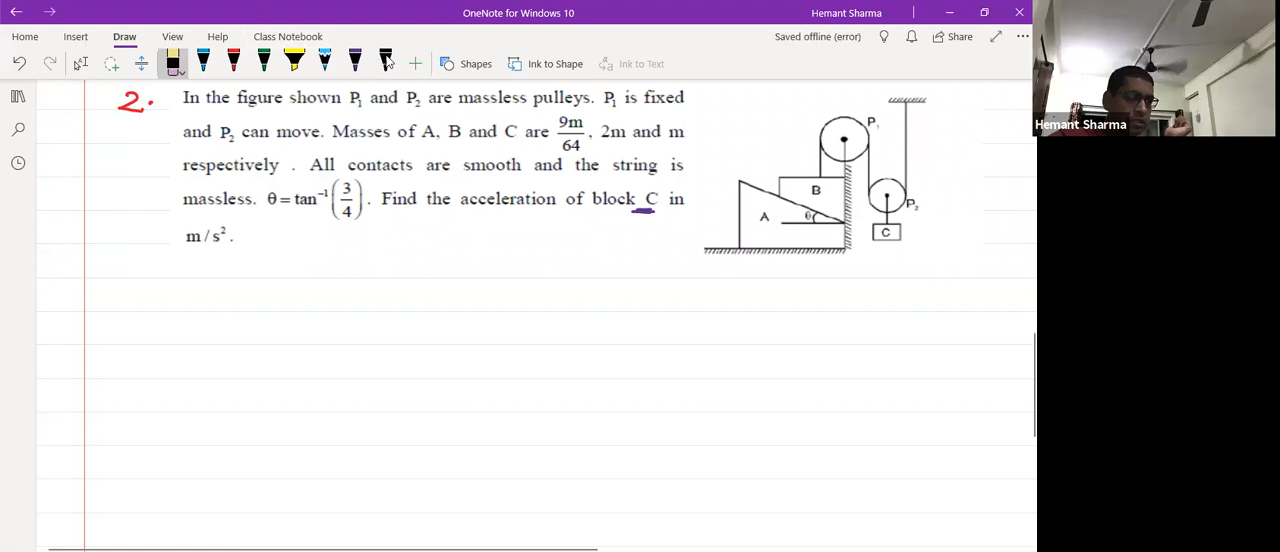 OneNote for Windows 10
Hemant Sharma
Home Insert Draw View Help Class Notebook
Saved offline (error) Share
Shapes Ink to Shape Ink to Text
Hemant Sharma
2. In the figure shown P₁ and P₂ are massless pulleys. P₁ is fixed
and P₂ can move. Masses of A, B and C are 9m/64, 2m and m
respectively . All contacts are smooth and the string is
massless. θ = tan⁻¹(3/4). Find the acceleration of block C in
m/s².
P₁
B
P₂
A
θ
C